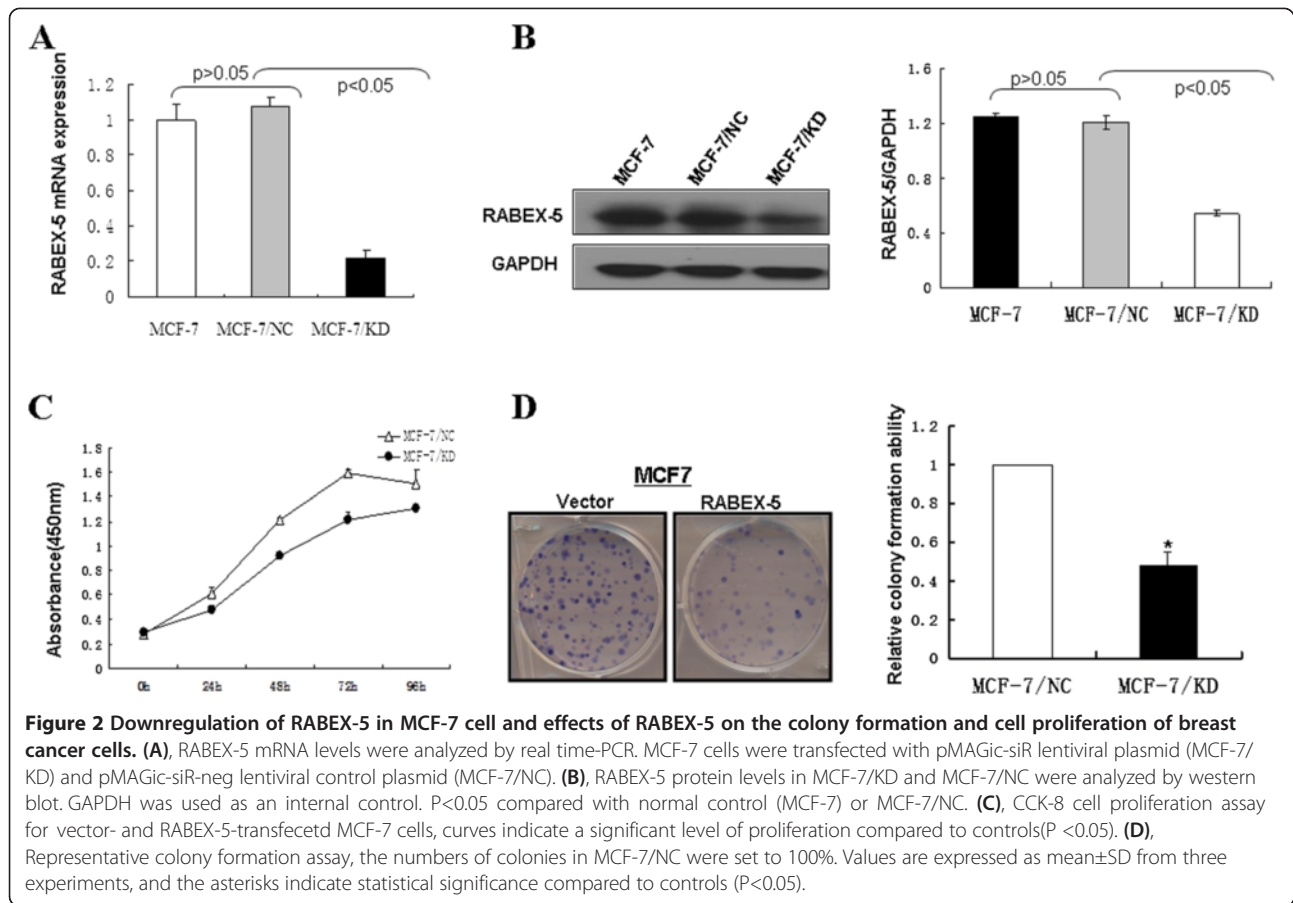 A
RABEX-5 mRNA expression
1.2
1
0.8
0.6
0.4
0.2
0
p>0.05
p<0.05
MCF-7
MCF-7/NC
MCF-7/KD
B
MCF-7
MCF-7/NC
MCF-7/KD
RABEX-5
GAPDH
RABEX-5/GAPDH
1.6
1.2
0.8
0.4
0
p>0.05
p<0.05
MCF-7
MCF-7/NC
MCF-7/KD
C
Absorbance(450nm)
1.8
1.6
1.4
1.2
1
0.8
0.6
0.4
0.2
0
MCF-7/NC
MCF-7/KD
0h
24h
48h
72h
96h
D
MCF7
Vector
RABEX-5
Relative colony formation ability
1.2
1
0.8
0.6
0.4
0.2
0
*
MCF-7/NC
MCF-7/KD
Figure 2 Downregulation of RABEX-5 in MCF-7 cell and effects of RABEX-5 on the colony formation and cell proliferation of breast
cancer cells. (A), RABEX-5 mRNA levels were analyzed by real time-PCR. MCF-7 cells were transfected with pMAGic-siR lentiviral plasmid (MCF-7/
KD) and pMAGic-siR-neg lentiviral control plasmid (MCF-7/NC). (B), RABEX-5 protein levels in MCF-7/KD and MCF-7/NC were analyzed by western
blot. GAPDH was used as an internal control. P<0.05 compared with normal control (MCF-7) or MCF-7/NC. (C), CCK-8 cell proliferation assay
for vector- and RABEX-5-transfecetd MCF-7 cells, curves indicate a significant level of proliferation compared to controls(P <0.05). (D),
Representative colony formation assay, the numbers of colonies in MCF-7/NC were set to 100%. Values are expressed as mean±SD from three
experiments, and the asterisks indicate statistical significance compared to controls (P<0.05).